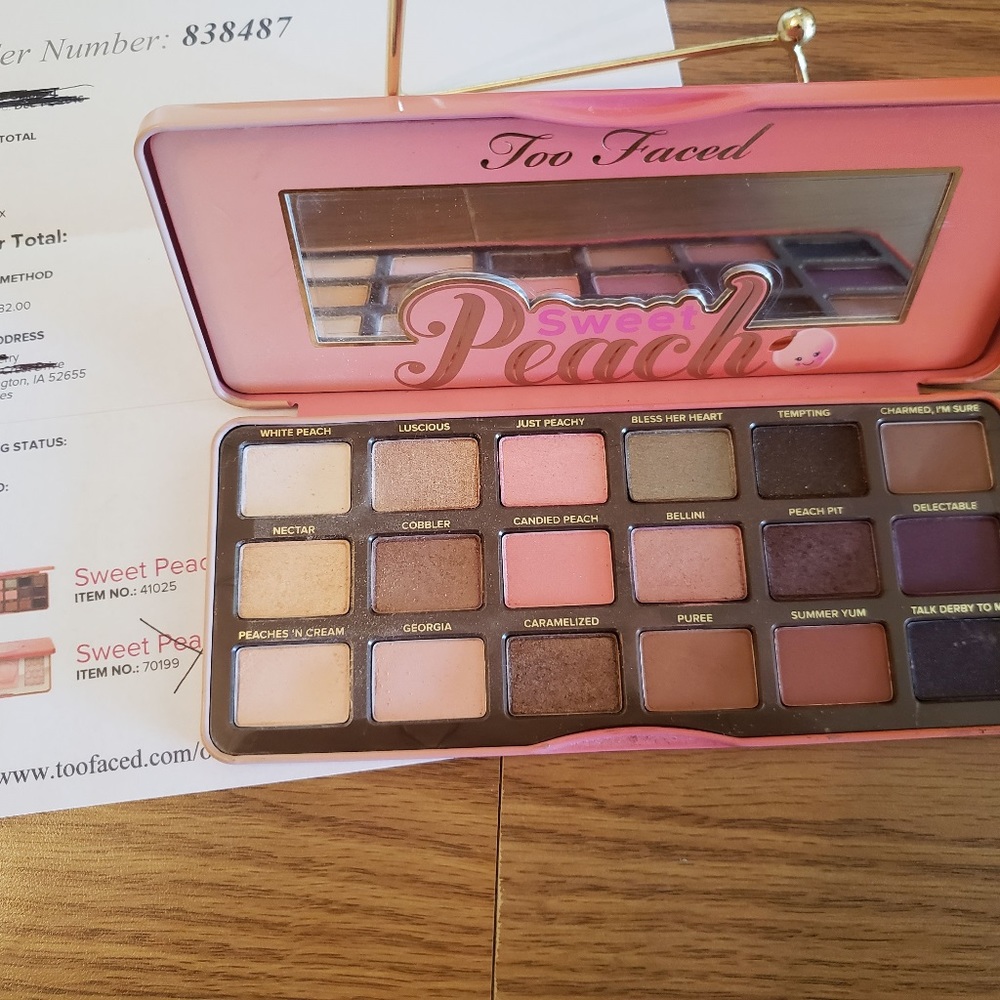 er Number: 838487
TOTAL
x
r Total:
METHOD
82.00
DDRESS
erry
Drive
gton, IA 52655
es
G STATUS:
D:
Sweet Peac
ITEM NO.: 41025
Sweet Pea
ITEM NO.: 70199
www.toofaced.com/o
Too Faced
Sweet
Peach
WHITE PEACH LUSCIOUS JUST PEACHY BLESS HER HEART TEMPTING CHARMED, I'M SURE
NECTAR COBBLER CANDIED PEACH BELLINI PEACH PIT DELECTABLE
PEACHES 'N CREAM GEORGIA CARAMELIZED PUREE SUMMER YUM TALK DERBY TO M